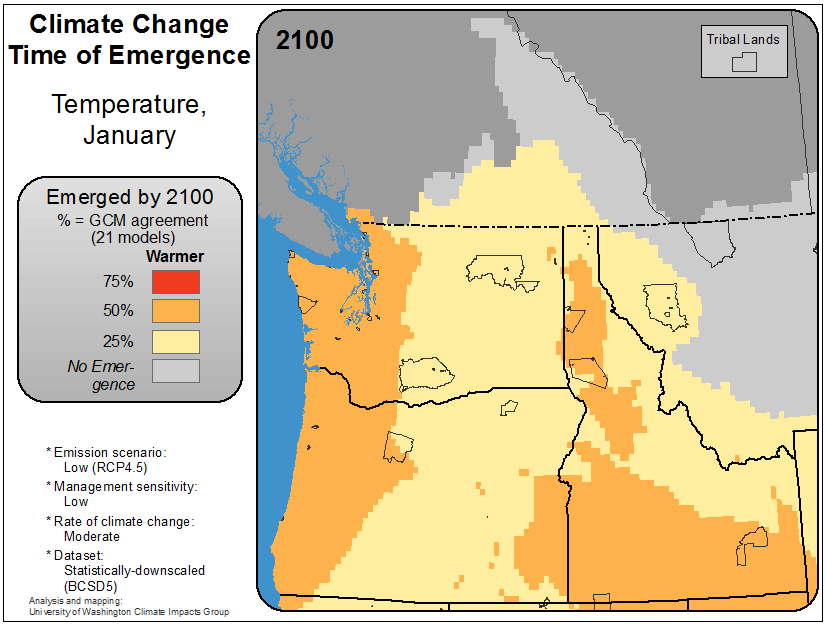 Climate Change
Time of Emergence
Temperature,
January
Emerged by 2100
% = GCM agreement
(21 models)
Warmer
75%
50%
25%
No Emer-
gence
* Emission scenario:
Low (RCP4.5)
* Management sensitivity:
Low
* Rate of climate change:
Moderate
* Dataset:
Statistically-downscaled
(BCSD5)
Analysis and mapping:
University of Washington Climate Impacts Group
2100
Tribal Lands